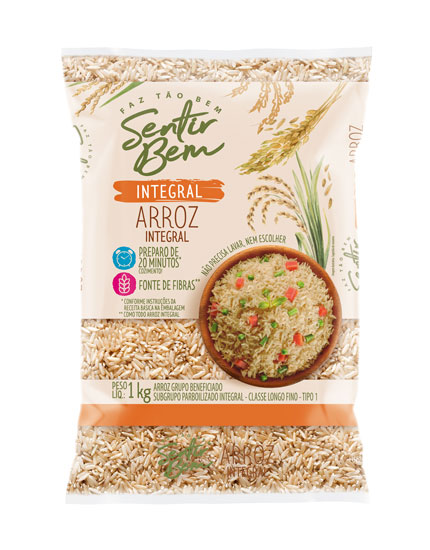 FAZ TÃO BEM
Sentir
Bem
INTEGRAL
ARROZ
INTEGRAL
PREPARO DE
20 MINUTOS*
COZIMENTO!
FONTE DE FIBRAS**
* CONFORME INSTRUÇÕES DA
RECEITA BÁSICA NA EMBALAGEM
** COMO TODO ARROZ INTEGRAL
NÃO PRECISA LAVAR, NEM ESCOLHER
PESO
LÍQ.: 1 kg
ARROZ GRUPO BENEFICIADO
SUBGRUPO PARBOILIZADO INTEGRAL - CLASSE LONGO FINO - TIPO 1
Sentir
Bem
ARROZ
INTEGRAL
ARROZ